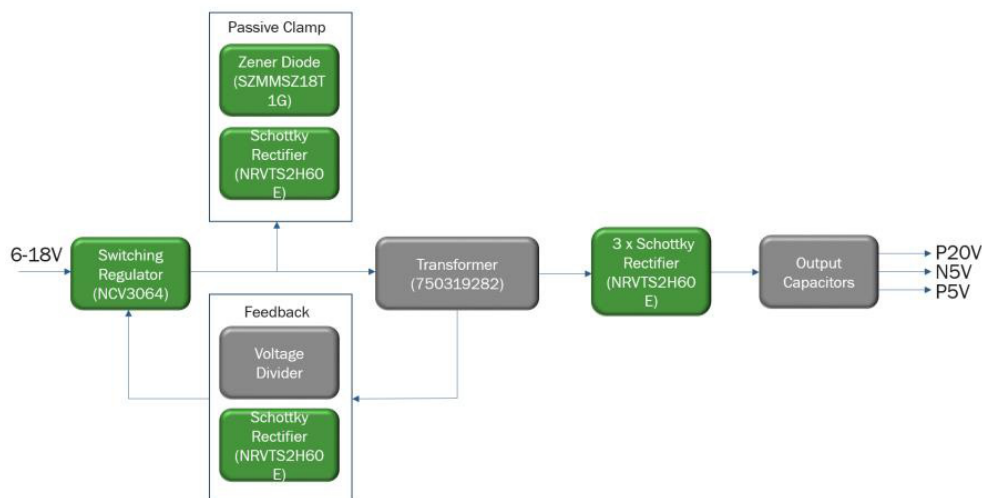 Passive Clamp
Zener Diode
(SZMMSZ18T
1G)
Schottky
Rectifier
(NRVTS2H60
E)
6-18V
Switching
Regulator
(NCV3064)
Transformer
(750319282)
3 x Schottky
Rectifier
(NRVTS2H60
E)
Output
Capacitors
P20V
N5V
P5V
Feedback
Voltage
Divider
Schottky
Rectifier
(NRVTS2H60
E)